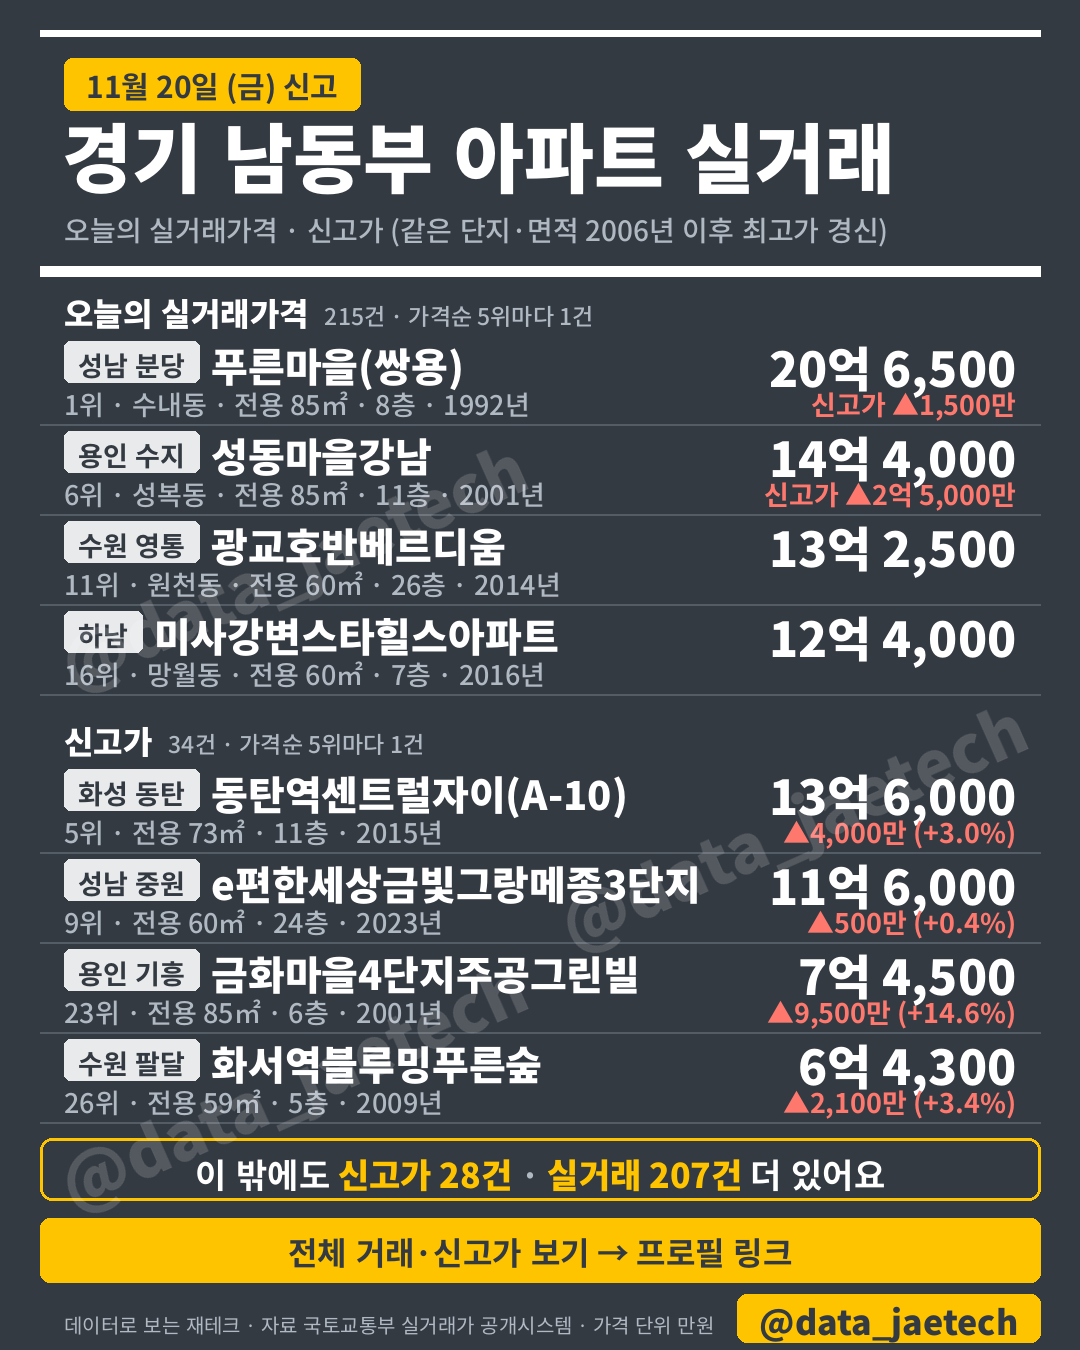 11월 20일 (금) 신고
경기 남동부 아파트 실거래
오늘의 실거래가격 · 신고가 (같은 단지·면적 2006년 이후 최고가 경신)
오늘의 실거래가격 215건 · 가격순 5위마다 1건
성남 분당 푸른마을(쌍용) 20억 6,500
1위 · 수내동 · 전용 85㎡ · 8층 · 1992년 신고가 ▲1,500만
용인 수지 성동마을강남 14억 4,000
6위 · 성복동 · 전용 85㎡ · 11층 · 2001년 신고가 ▲2억 5,000만
수원 영통 광교호반베르디움 13억 2,500
11위 · 원천동 · 전용 60㎡ · 26층 · 2014년
하남 미사강변스타힐스아파트 12억 4,000
16위 · 망월동 · 전용 60㎡ · 7층 · 2016년
신고가 34건 · 가격순 5위마다 1건
화성 동탄 동탄역센트럴자이(A-10) 13억 6,000
5위 · 전용 73㎡ · 11층 · 2015년 ▲4,000만 (+3.0%)
성남 중원 e편한세상금빛그랑메종3단지 11억 6,000
9위 · 전용 60㎡ · 24층 · 2023년 ▲500만 (+0.4%)
용인 기흥 금화마을4단지주공그린빌 7억 4,500
23위 · 전용 85㎡ · 6층 · 2001년 ▲9,500만 (+14.6%)
수원 팔달 화서역블루밍푸른숲 6억 4,300
26위 · 전용 59㎡ · 5층 · 2009년 ▲2,100만 (+3.4%)
이 밖에도 신고가 28건 · 실거래 207건 더 있어요
전체 거래·신고가 보기 → 프로필 링크
데이터로 보는 재테크 · 자료 국토교통부 실거래가 공개시스템 · 가격 단위 만원 @data_jaetech
@data_jaetech
@data_jaetech
@data_jaetech